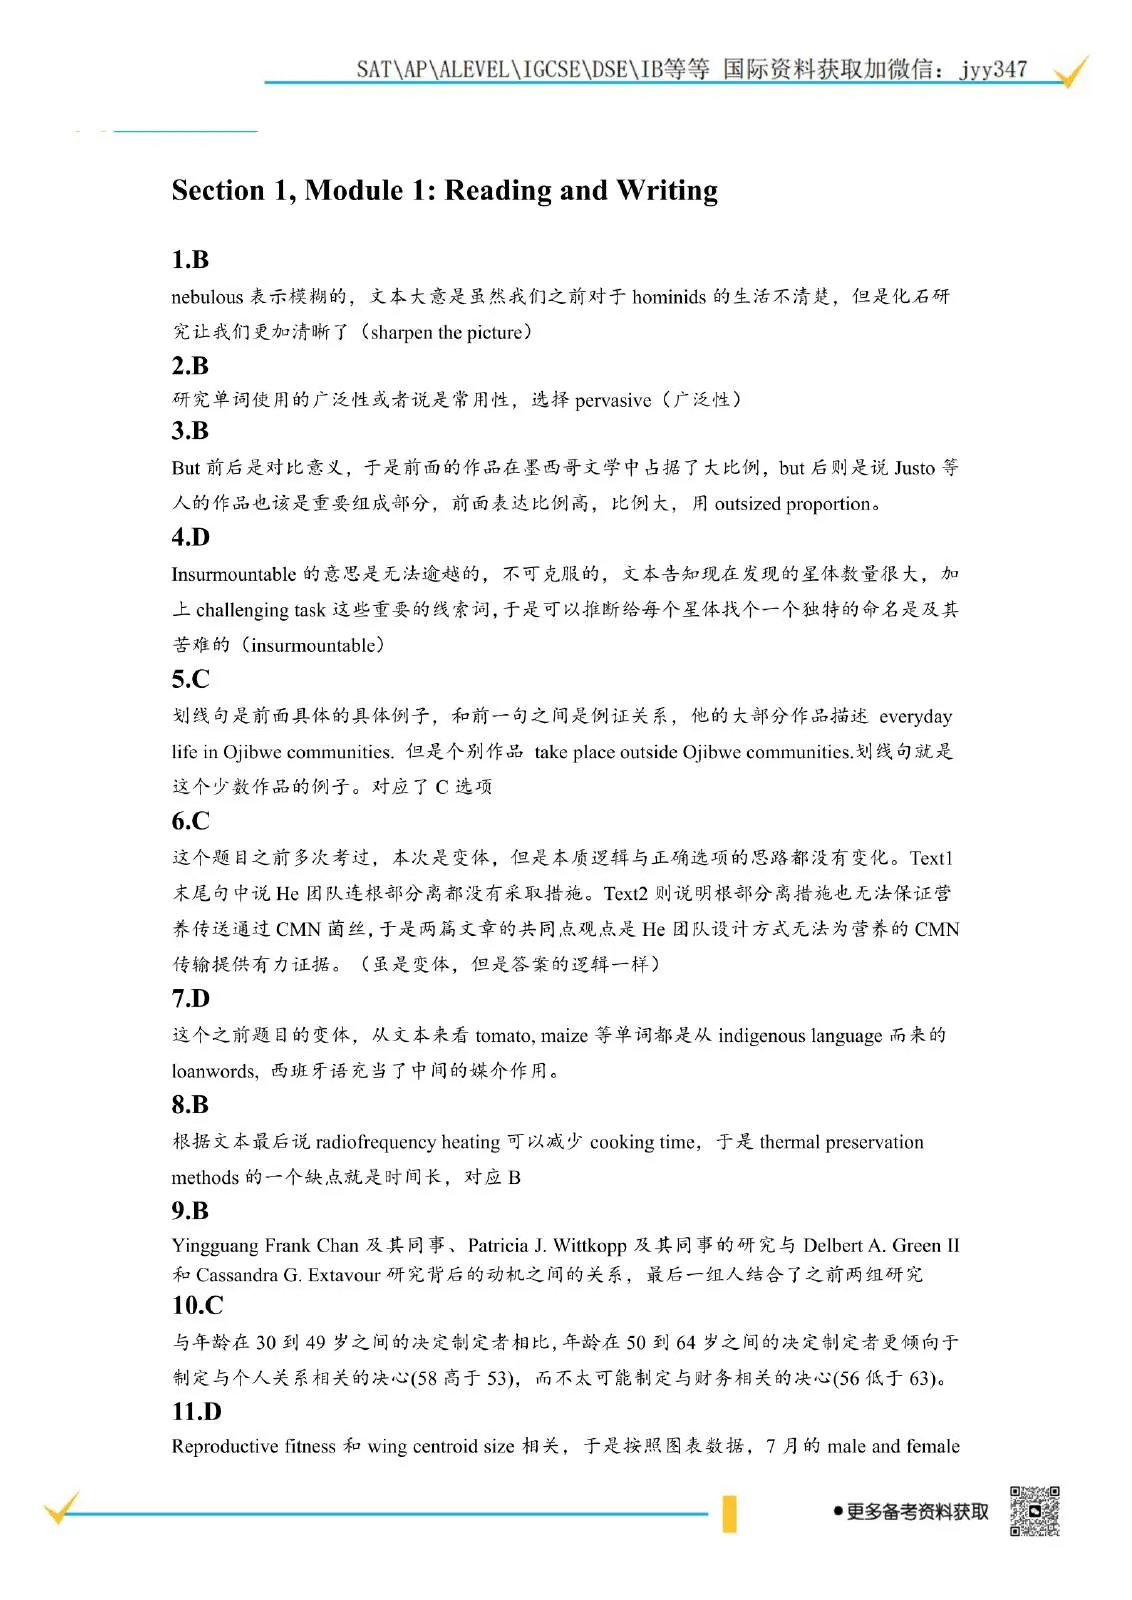 SAT\AP\ALEVEL\IGCSE\DSE\IB等等 国际资料获取加微信：jyy347
Section 1, Module 1: Reading and Writing
1.B
nebulous 表示模糊的，文本大意是虽然我们之前对于 hominids 的生活不清楚，但是化石研
究让我们更加清晰了（sharpen the picture）
2.B
研究单词使用的广泛性或者说是常用性，选择 pervasive（广泛性）
3.B
But 前后是对比意义，于是前面的作品在墨西哥文学中占据了大比例，but 后则是说 Justo 等
人的作品也该是重要组成部分，前面表达比例高，比例大，用 outsized proportion。
4.D
Insurmountable 的意思是无法逾越的，不可克服的，文本告知现在发现的星体数量很大，加
上 challenging task 这些重要的线索词,于是可以推断给每个星体找个一个独特的命名是及其
苦难的（insurmountable）
5.C
划线句是前面具体的具体例子，和前一句之间是例证关系，他的大部分作品描述 everyday
life in Ojibwe communities. 但是个别作品 take place outside Ojibwe communities.划线句就是
这个少数作品的例子。对应了 C 选项
6.C
这个题目之前多次考过，本次是变体，但是本质逻辑与正确选项的思路都没有变化。Text1
末尾句中说 He 团队连根部分离都没有采取措施。Text2 则说明根部分离措施也无法保证营
养传送通过 CMN 菌丝,于是两篇文章的共同点观点是 He 团队设计方式无法为营养的 CMN
传输提供有力证据。（虽是变体，但是答案的逻辑一样）
7.D
这个之前题目的变体，从文本来看 tomato, maize 等单词都是从 indigenous language 而来的
loanwords, 西班牙语充当了中间的媒介作用。
8.B
根据文本最后说 radiofrequency heating 可以减少 cooking time，于是 thermal preservation
methods 的一个缺点就是时间长，对应 B
9.B
Yingguang Frank Chan 及其同事、Patricia J. Wittkopp 及其同事的研究与 Delbert A. Green II
和 Cassandra G. Extavour 研究背后的动机之间的关系，最后一组人结合了之前两组研究
10.C
与年龄在 30 到 49 岁之间的决定制定者相比,年龄在 50 到 64 岁之间的决定制定者更倾向于
制定与个人关系相关的决心(58 高于 53)，而不太可能制定与财务相关的决心(56 低于 63)。
11.D
Reproductive fitness 和 wing centroid size 相关，于是按照图表数据，7 月的 male and female
●更多备考资料获取